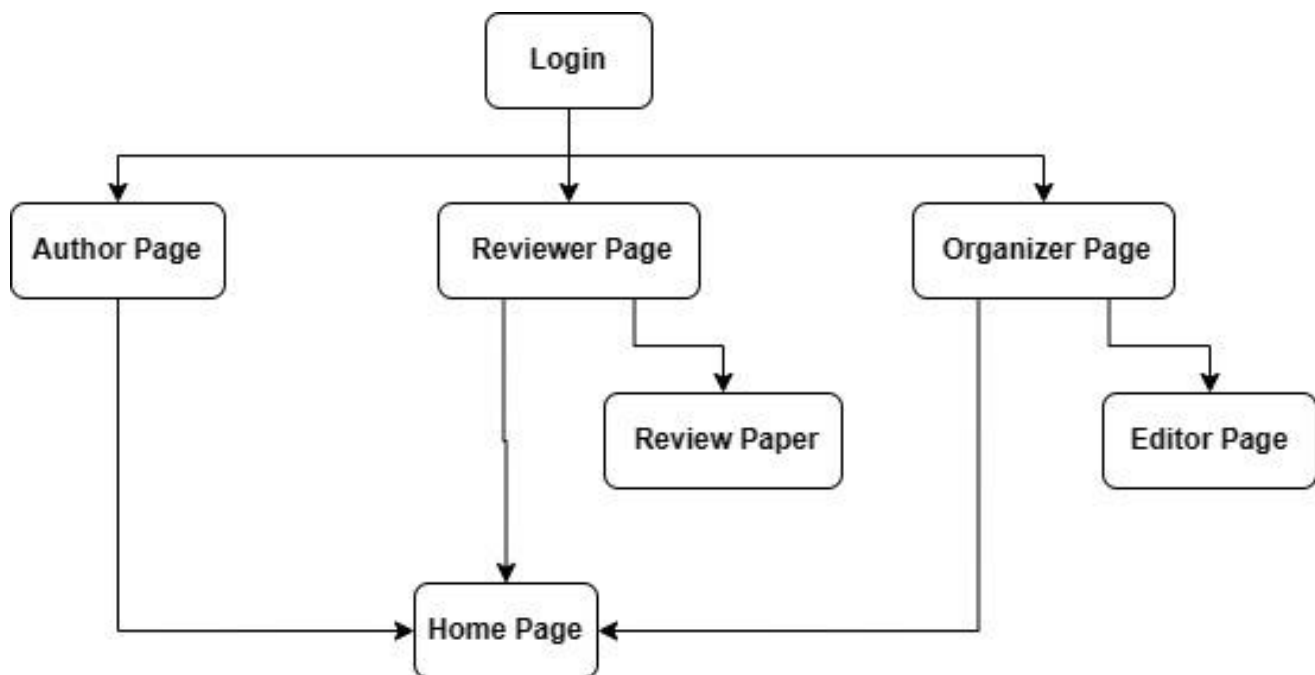 Login
Author Page
Reviewer Page
Organizer Page
Review Paper
Editor Page
Home Page